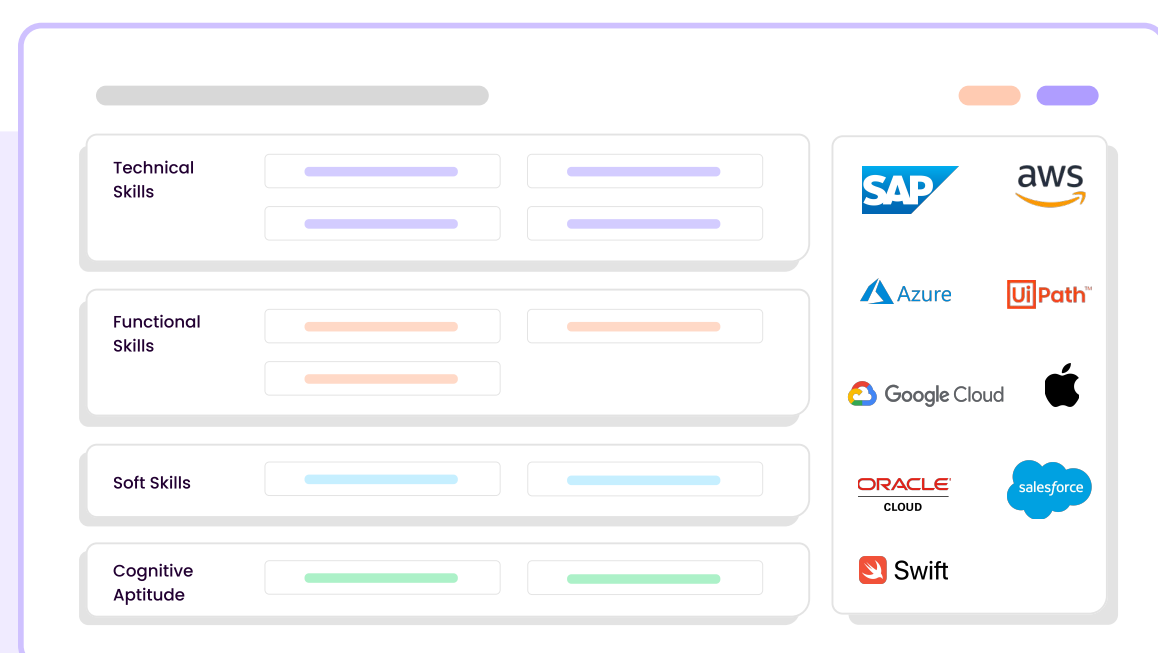 Technical
Skills
Functional
Skills
Soft Skills
Cognitive
Aptitude
SAP
aws
Azure
UiPath™
Google Cloud
ORACLE
CLOUD
salesforce
Swift